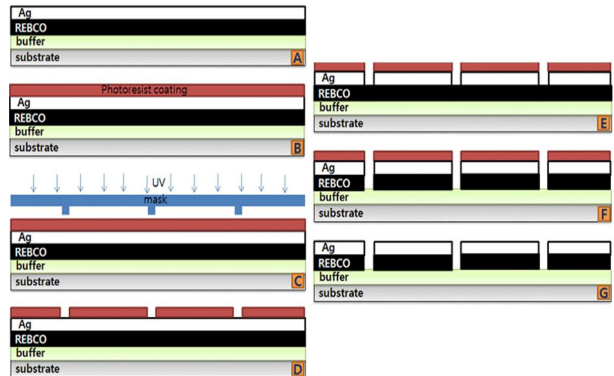 Ag
REBCO
buffer
substrate A
Photoresist coating
Ag
REBCO
buffer
substrate B
UV
mask
Ag
REBCO
buffer
substrate C
Ag
REBCO
buffer
substrate D
Ag
REBCO
buffer
substrate E
Ag
REBCO
buffer
substrate F
Ag
REBCO
buffer
substrate G